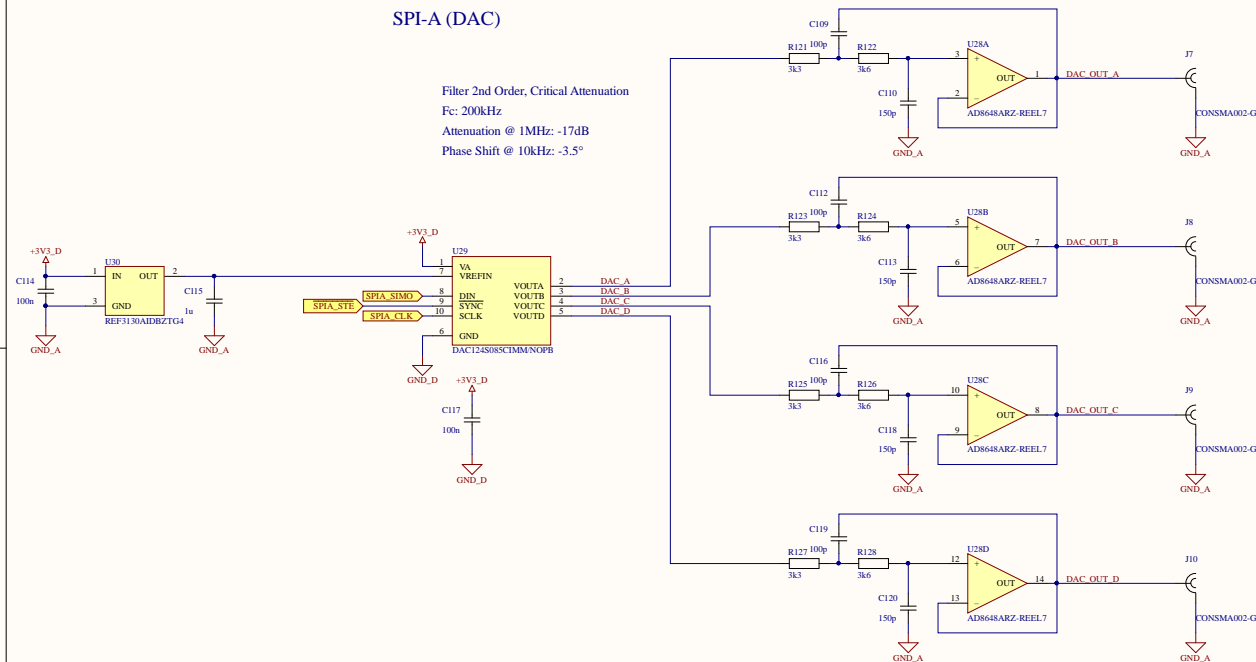 SPI-A (DAC)
Filter 2nd Order, Critical Attenuation
Fc: 200kHz
Attenuation @ 1MHz: -17dB
Phase Shift @ 10kHz: -3.5°
C109
100p
R121
3k3
R122
3k6
C110
150p
GND_A
U28A
3
+
2
-
OUT
1
AD8648ARZ-REEL7
DAC_OUT_A
J7
CONSMA002-G
GND_A
C112
100p
R123
3k3
R124
3k6
C113
150p
GND_A
U28B
5
+
6
-
OUT
7
AD8648ARZ-REEL7
DAC_OUT_B
J8
CONSMA002-G
GND_A
+3V3_D
C114
100n
GND_A
U30
1
IN
OUT
2
3
GND
REF3130AIDBZTG4
C115
1u
GND_A
+3V3_D
SPIA_SIMO
SPIA_STE
SPIA_CLK
U29
1
VA
7
VREFIN
8
DIN
9
SYNC
10
SCLK
6
GND
VOUTA
2
VOUTB
3
VOUTC
4
VOUTD
5
DAC124S085CIMM/NOPB
DAC_A
DAC_B
DAC_C
DAC_D
GND_D
+3V3_D
C117
100n
GND_D
C116
100p
R125
3k3
R126
3k6
C118
150p
GND_A
U28C
10
+
9
-
OUT
8
AD8648ARZ-REEL7
DAC_OUT_C
J9
CONSMA002-G
GND_A
C119
100p
R127
3k3
R128
3k6
C120
150p
GND_A
U28D
12
+
13
-
OUT
14
AD8648ARZ-REEL7
DAC_OUT_D
J10
CONSMA002-G
GND_A